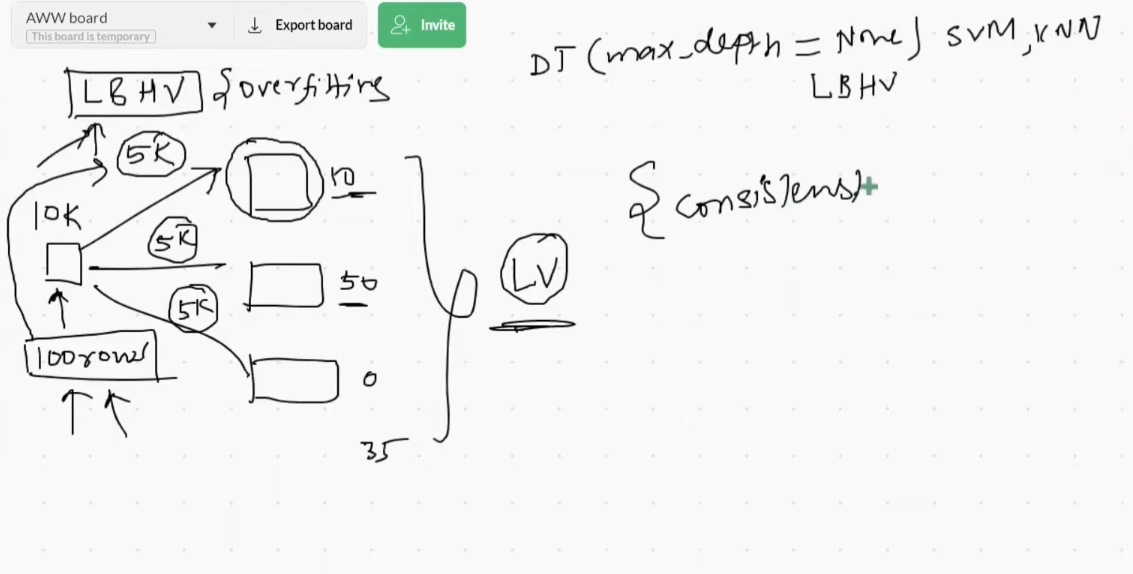 AWW board
This board is temporary
Export board
Invite
DT (max_depth = None) SVM, KNN
LBHV
LBHV { overfitting
5K
10
10K
{ consisten
5K
50
LV
5K
100 rows
0
35